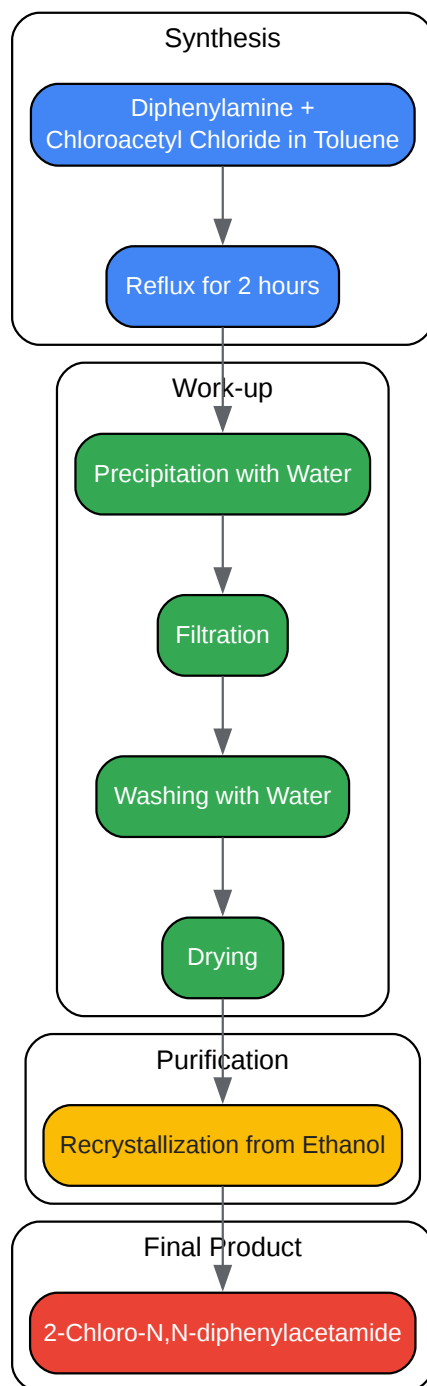 Synthesis
Diphenylamine +
Chloroacetyl Chloride in Toluene
Reflux for 2 hours
Work-up
Precipitation with Water
Filtration
Washing with Water
Drying
Purification
Recrystallization from Ethanol
Final Product
2-Chloro-N,N-diphenylacetamide